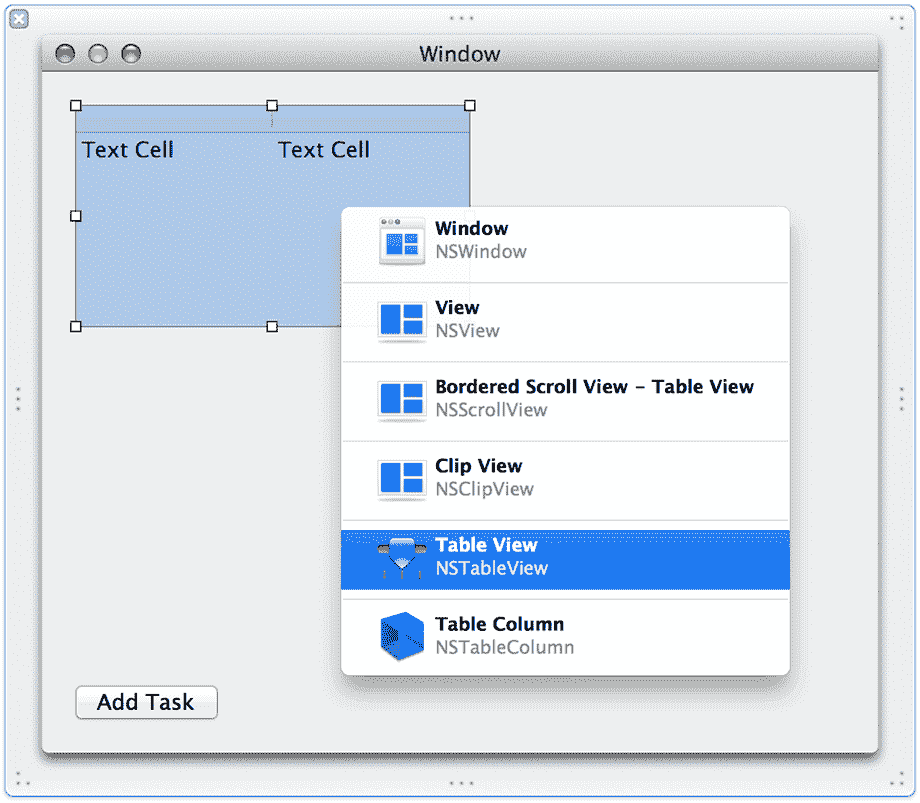 Window
Text Cell Text Cell
Window
NSWindow
View
NSView
Bordered Scroll View – Table View
NSScrollView
Clip View
NSClipView
Table View
NSTableView
Table Column
NSTableColumn
Add Task